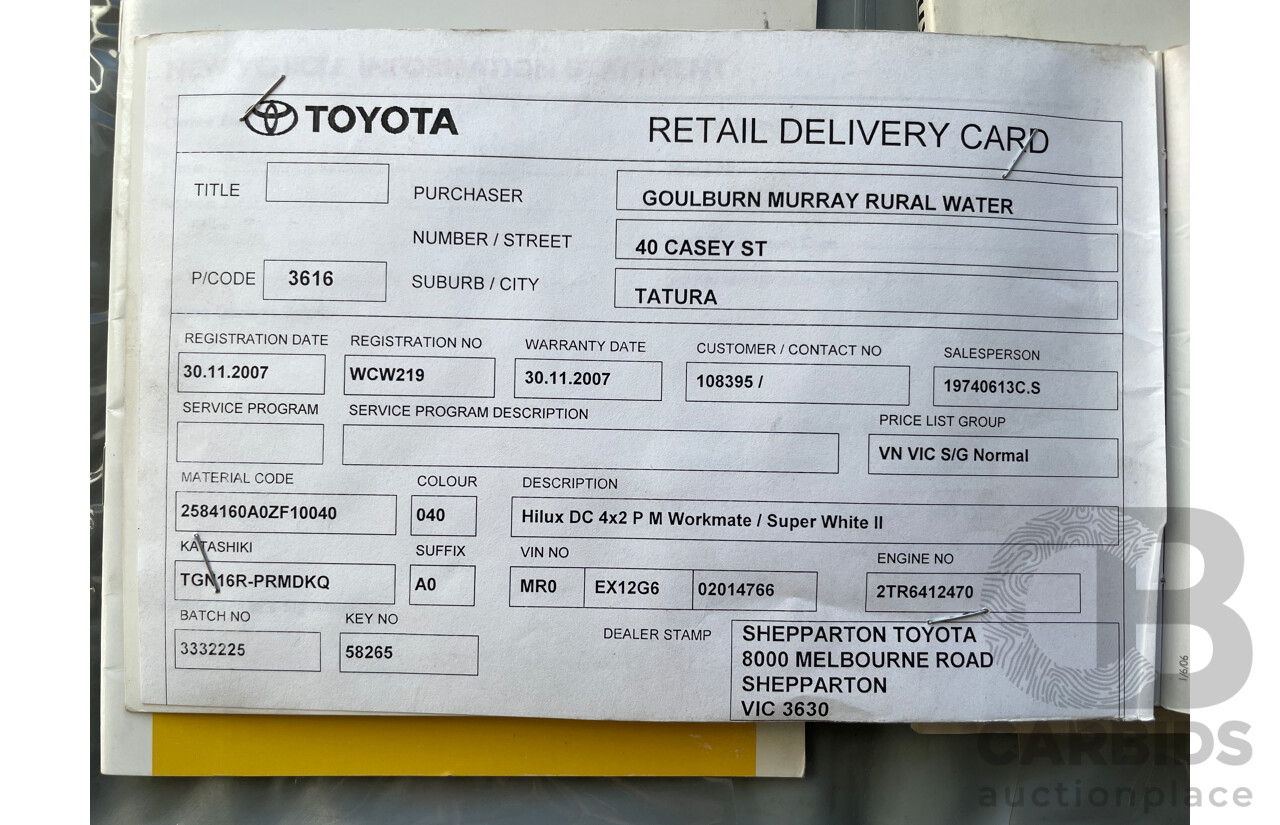 TOYOTA
RETAIL DELIVERY CARD
TITLE
PURCHASER
GOULBURN MURRAY RURAL WATER
NUMBER / STREET
40 CASEY ST
P/CODE
3616
SUBURB / CITY
TATURA
REGISTRATION DATE
REGISTRATION NO
WARRANTY DATE
CUSTOMER / CONTACT NO
SALESPERSON
30.11.2007
WCW219
30.11.2007
108395 /
19740613C.S
SERVICE PROGRAM
SERVICE PROGRAM DESCRIPTION
PRICE LIST GROUP
VN VIC S/G Normal
MATERIAL CODE
COLOUR
DESCRIPTION
2584160A0ZF10040
040
Hilux DC 4x2 P M Workmate / Super White II
KATASHIKI
SUFFIX
VIN NO
ENGINE NO
TGN16R-PRMDKQ
A0
MR0
EX12G6
02014766
2TR6412470
BATCH NO
KEY NO
DEALER STAMP
3332225
58265
SHEPPARTON TOYOTA
8000 MELBOURNE ROAD
SHEPPARTON
VIC 3630
1/6/06
CB
CARBIDS
auctionplace